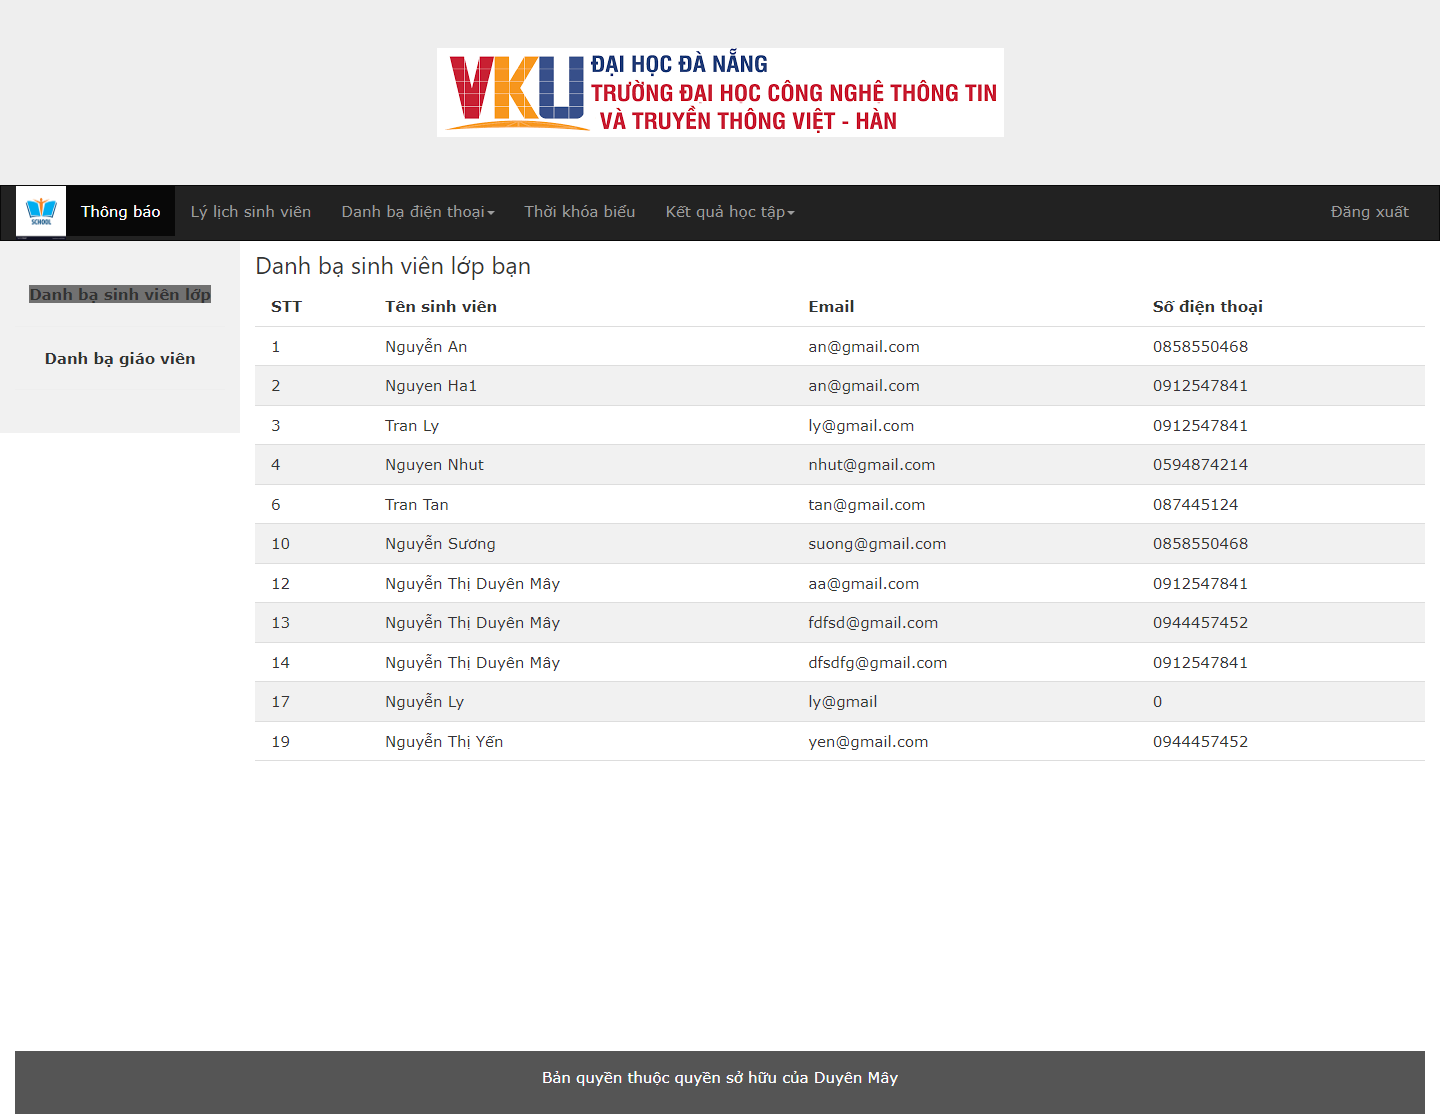 VKU
ĐẠI HỌC ĐÀ NẴNG
TRƯỜNG ĐẠI HỌC CÔNG NGHỆ THÔNG TIN
VÀ TRUYỀN THÔNG VIỆT - HÀN
SCHOOL Thông báo Lý lịch sinh viên Danh bạ điện thoại Thời khóa biểu Kết quả học tập Đăng xuất
Danh bạ sinh viên lớp
Danh bạ giáo viên
Danh bạ sinh viên lớp bạn
STT Tên sinh viên Email Số điện thoại
1 Nguyễn An an@gmail.com 0858550468
2 Nguyen Ha1 an@gmail.com 0912547841
3 Tran Ly ly@gmail.com 0912547841
4 Nguyen Nhut nhut@gmail.com 0594874214
6 Tran Tan tan@gmail.com 087445124
10 Nguyễn Sương suong@gmail.com 0858550468
12 Nguyễn Thị Duyên Mây aa@gmail.com 0912547841
13 Nguyễn Thị Duyên Mây fdfsd@gmail.com 0944457452
14 Nguyễn Thị Duyên Mây dfsdfg@gmail.com 0912547841
17 Nguyễn Ly ly@gmail 0
19 Nguyễn Thị Yến yen@gmail.com 0944457452
Bản quyền thuộc quyền sở hữu của Duyên Mây